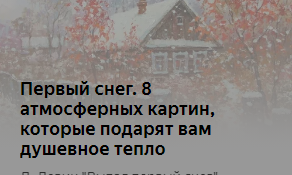 Первый снег. 8
атмосферных картин,
которые подарят вам
душевное тепло